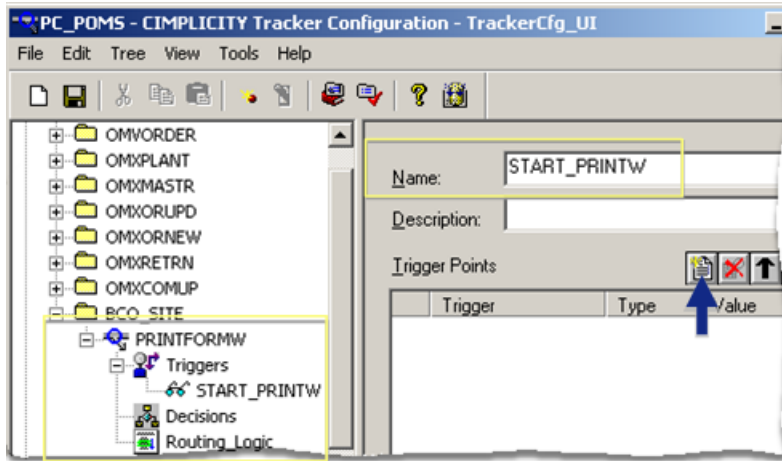 PC_POMS - CIMPLICITY Tracker Configuration - TrackerCfg_UI
File Edit Tree View Tools Help
OMVORDER
OMXPLANT
OMXMASTR
OMXORUPD
OMXORNEW
OMXRETRN
OMXCOMUP
BCO_SITE
PRINTFORMW
Triggers
START_PRINTW
Decisions
Routing_Logic
Name: START_PRINTW
Description:
Trigger Points
Trigger Type Value